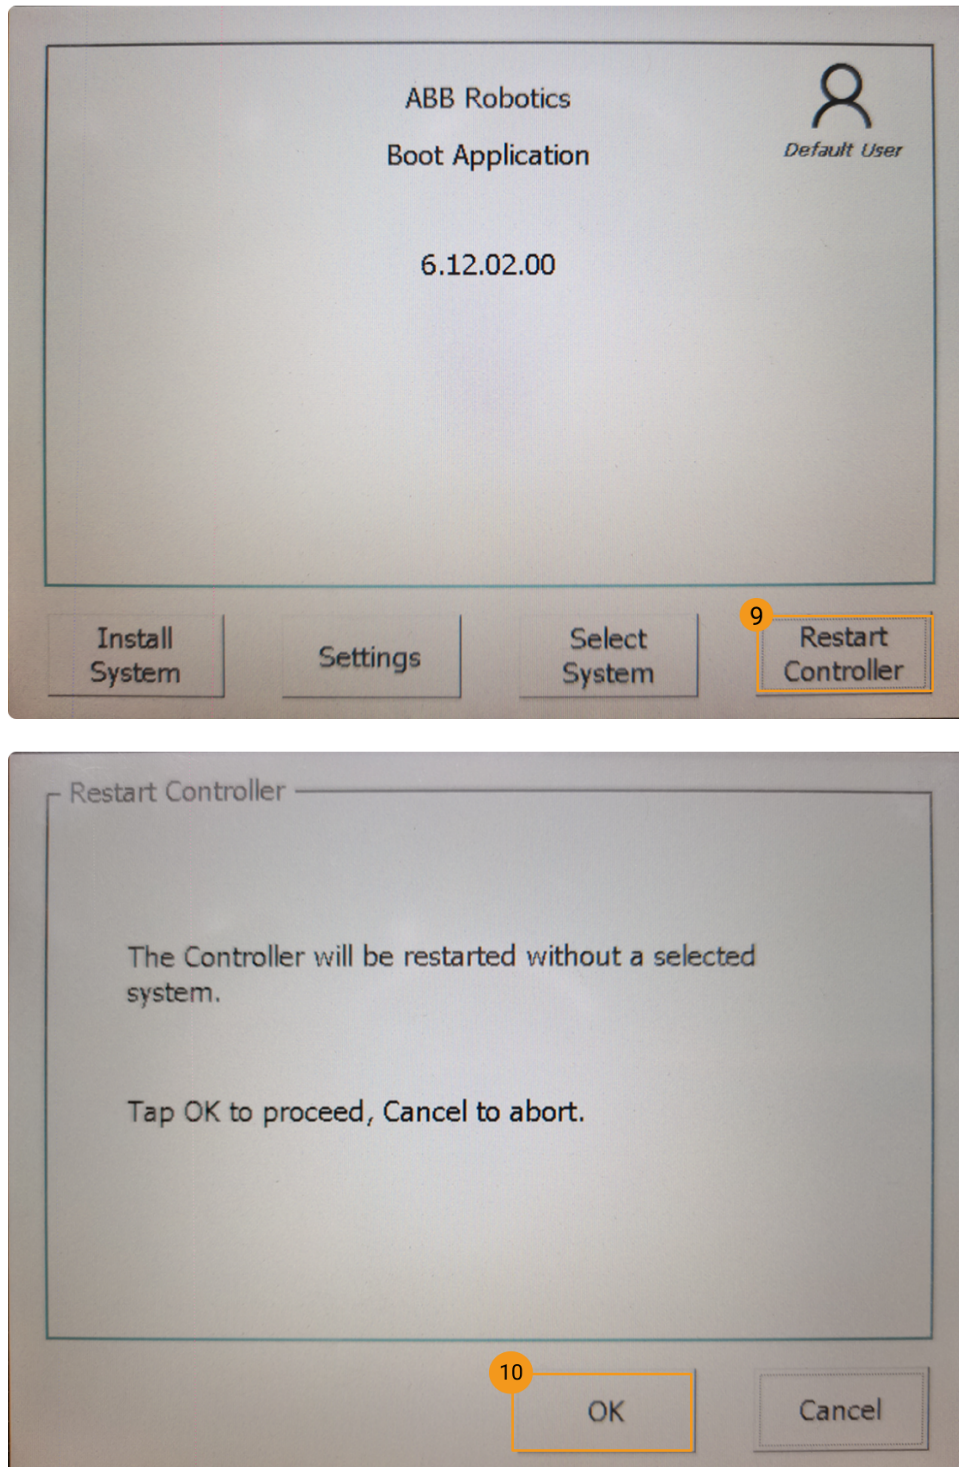 ABB Robotics
Boot Application
Default User
6.12.02.00
Install
System
Settings
Select
System
9
Restart
Controller
Restart Controller
The Controller will be restarted without a selected
system.
Tap OK to proceed, Cancel to abort.
10
OK
Cancel